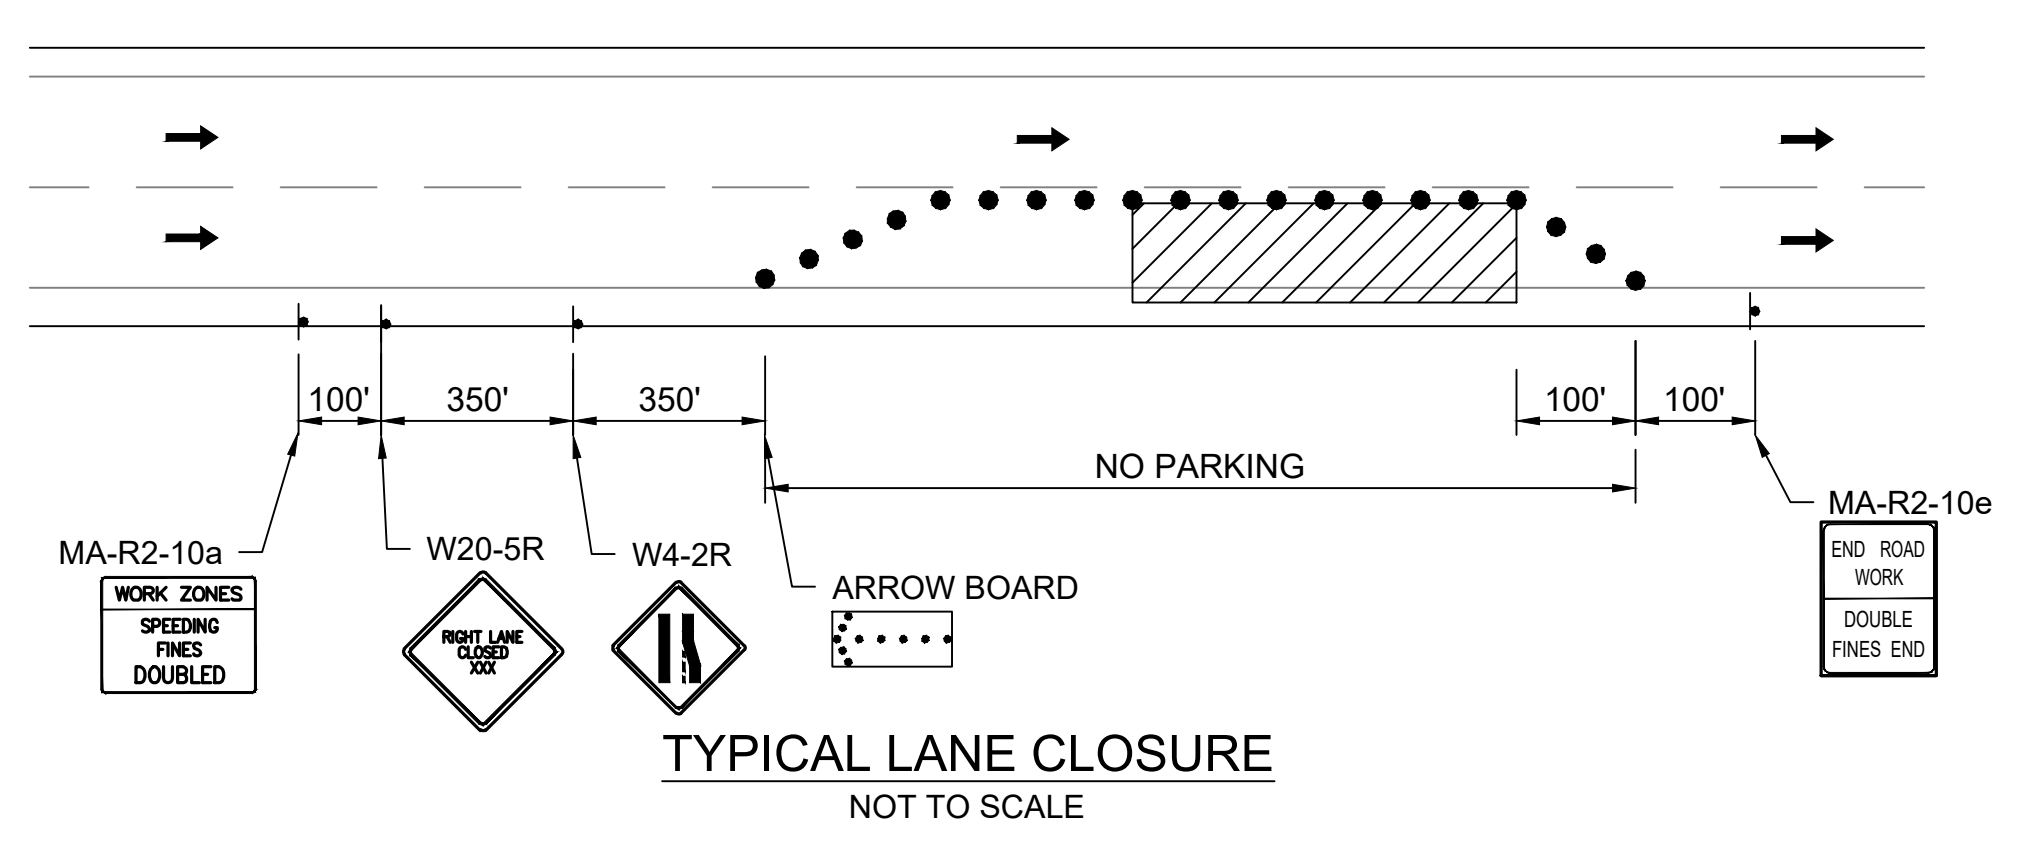 100' 350' 350' 100' 100'
NO PARKING
MA-R2-10a
WORK ZONES
SPEEDING
FINES
DOUBLED
W20-5R
RIGHT LANE
CLOSED
XXX
W4-2R
ARROW BOARD
MA-R2-10e
END ROAD
WORK
DOUBLE
FINES END
TYPICAL LANE CLOSURE
NOT TO SCALE